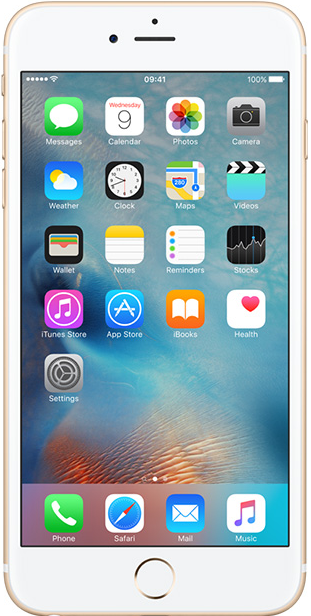 09:41 100%
Wednesday
9
Messages Calendar Photos Camera
280
Weather Clock Maps Videos
Wallet Notes Reminders Stocks
iTunes Store App Store iBooks Health
Settings
Phone Safari Mail Music